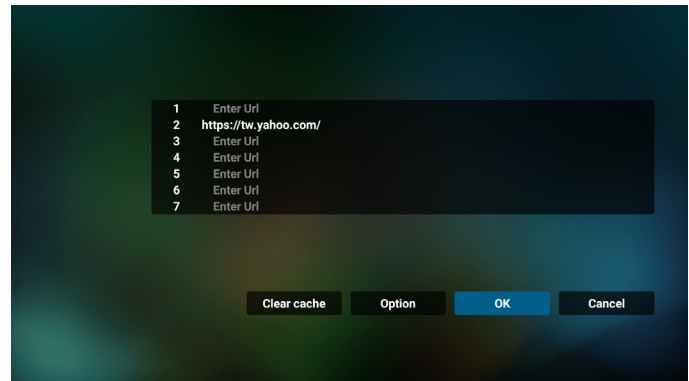 1 Enter Url
2 https://tw.yahoo.com/
3 Enter Url
4 Enter Url
5 Enter Url
6 Enter Url
7 Enter Url
Clear cache Option OK Cancel